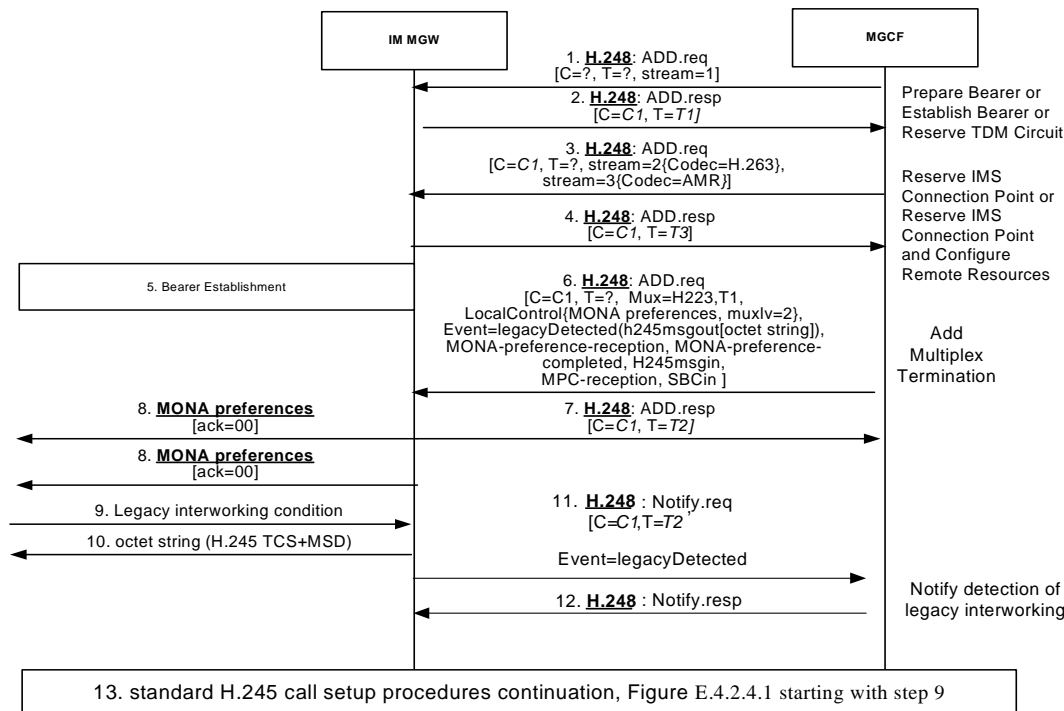 IM MGW
MGCF
1. H.248: ADD.req
[C=?, T=?, stream=1]
2. H.248: ADD.resp
[C=C1, T=T1]
Prepare Bearer or
Establish Bearer or
Reserve TDM Circuit
3. H.248: ADD.req
[C=C1, T=?, stream=2{Codec=H.263},
stream=3{Codec=AMR}]
4. H.248: ADD.resp
[C=C1, T=T3]
Reserve IMS
Connection Point or
Reserve IMS
Connection Point
and Configure
Remote Resources
5. Bearer Establishment
6. H.248: ADD.req
[C=C1, T=?, Mux=H223,T1,
LocalControl{MONA preferences, muxlv=2},
Event=legacyDetected(h245msgout[octet string]),
MONA-preference-reception, MONA-preference-
completed, H245msgin,
MPC-reception, SBCin ]
Add
Multiplex
Termination
8. MONA preferences
[ack=00]
7. H.248: ADD.resp
[C=C1, T=T2]
8. MONA preferences
[ack=00]
9. Legacy interworking condition
10. octet string (H.245 TCS+MSD)
11. H.248 : Notify.req
[C=C1,T=T2 ,
Event=legacyDetected
12. H.248 : Notify.resp
Notify detection of
legacy interworking
13. standard H.245 call setup procedures continuation, Figure E.4.2.4.1 starting with step 9